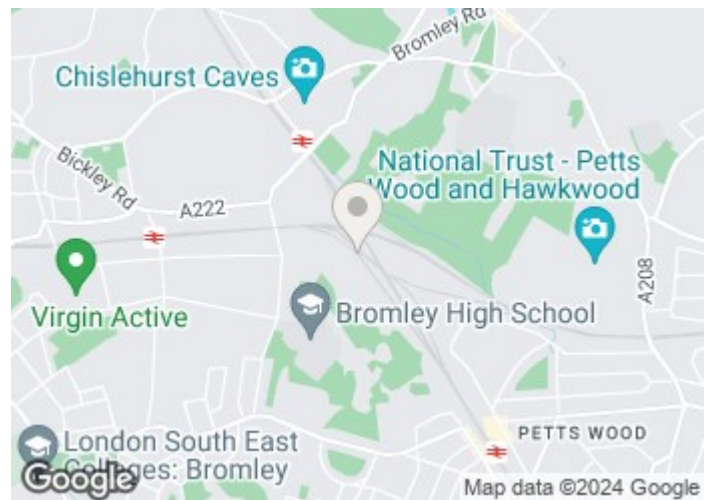 Bromley Rd
Chislehurst Caves
Bickley Rd
National Trust - Petts
Wood and Hawkwood
A222
A208
Virgin Active
Bromley High School
PETTS WOOD
London South East
Colleges: Bromley
Google
Map data ©2024 Google